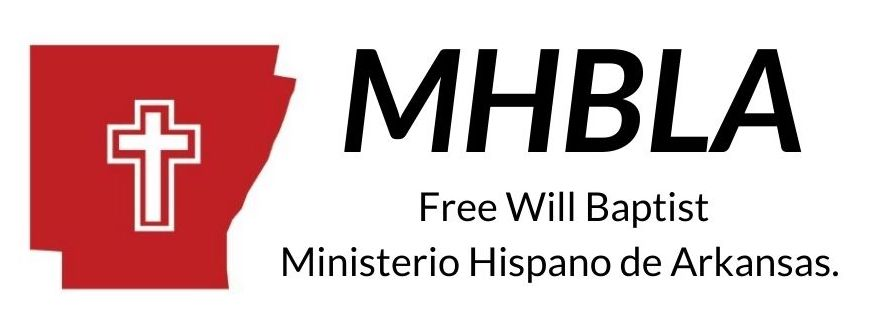 MHBLA
Free Will Baptist
Ministerio Hispano de Arkansas.